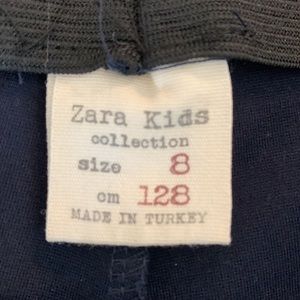 Zara Kids
collection
size 8
cm 128
MADE IN TURKEY